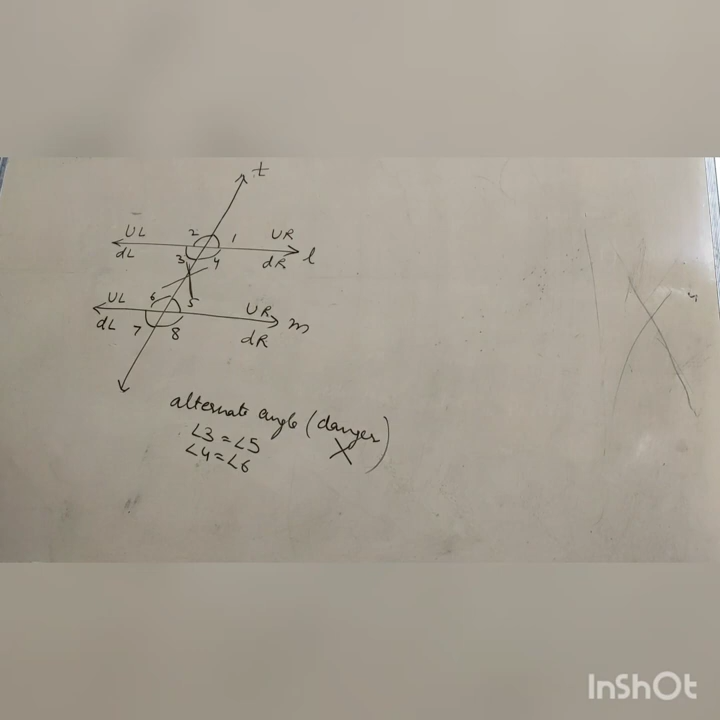 t
UL 2 1 UR
dL 3 4 dR l
UL 6 5 UR
dL 7 8 dR m
alternate angle (danger)
∠3=∠5 X
∠4=∠6
InShOt